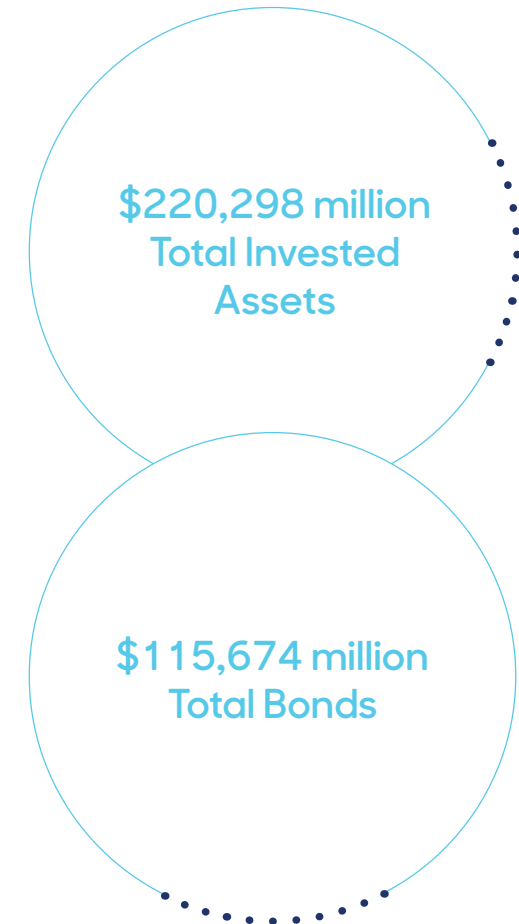 $220,298 million
Total Invested
Assets
$115,674 million
Total Bonds